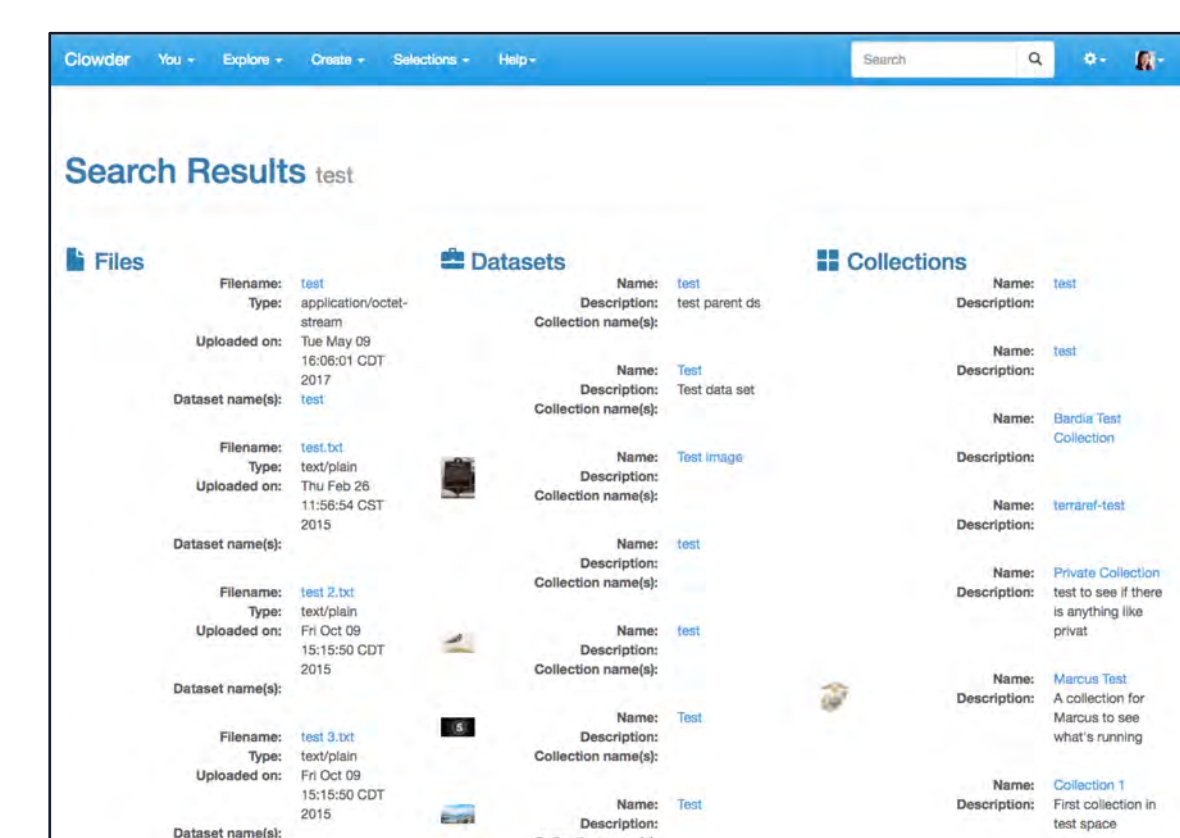 Clowder You Explore Create Selections Help Search
Search Results test
Files
Filename: test
Type: application/octet-
stream
Uploaded on: Tue May 09
16:06:01 CDT
2017
Dataset name(s): test
Filename: test.txt
Type: text/plain
Uploaded on: Thu Feb 26
11:56:54 CST
2015
Dataset name(s):
Filename: test 2.txt
Type: text/plain
Uploaded on: Fri Oct 09
15:15:50 CDT
2015
Dataset name(s):
Filename: test 3.txt
Type: text/plain
Uploaded on: Fri Oct 09
15:15:50 CDT
2015
Dataset name(s):
Datasets
Name: test
Description: test parent ds
Collection name(s):
Name: Test
Description: Test data set
Collection name(s):
Name: Test image
Description:
Collection name(s):
Name: test
Description:
Collection name(s):
Name: test
Description:
Collection name(s):
5
Name: Test
Description:
Collection name(s):
Name: Test
Description:
Collections
Name: test
Description:
Name: test
Description:
Name: Bardia Test
Collection
Description:
Name: terraref-test
Description:
Name: Private Collection
Description: test to see if there
is anything like
privat
Name: Marcus Test
Description: A collection for
Marcus to see
what's running
Name: Collection 1
Description: First collection in
test space